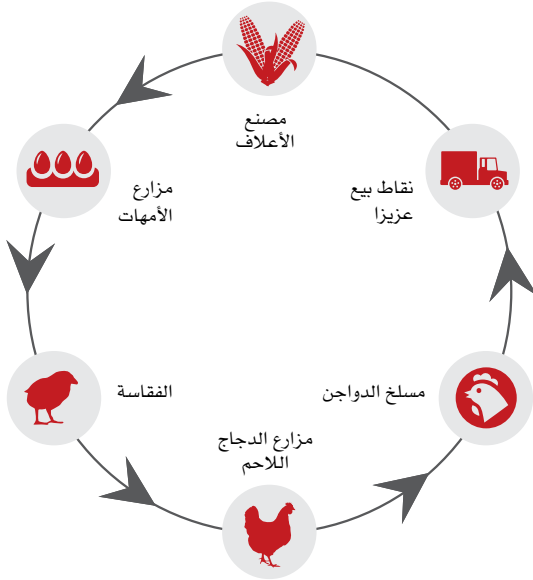 مصنع
الأعلاف
مزارع
الأمهات
نقاط بيع
عزيزا
الفقاسة
مسلخ الدواجن
مزارع الدجاج
اللاحم